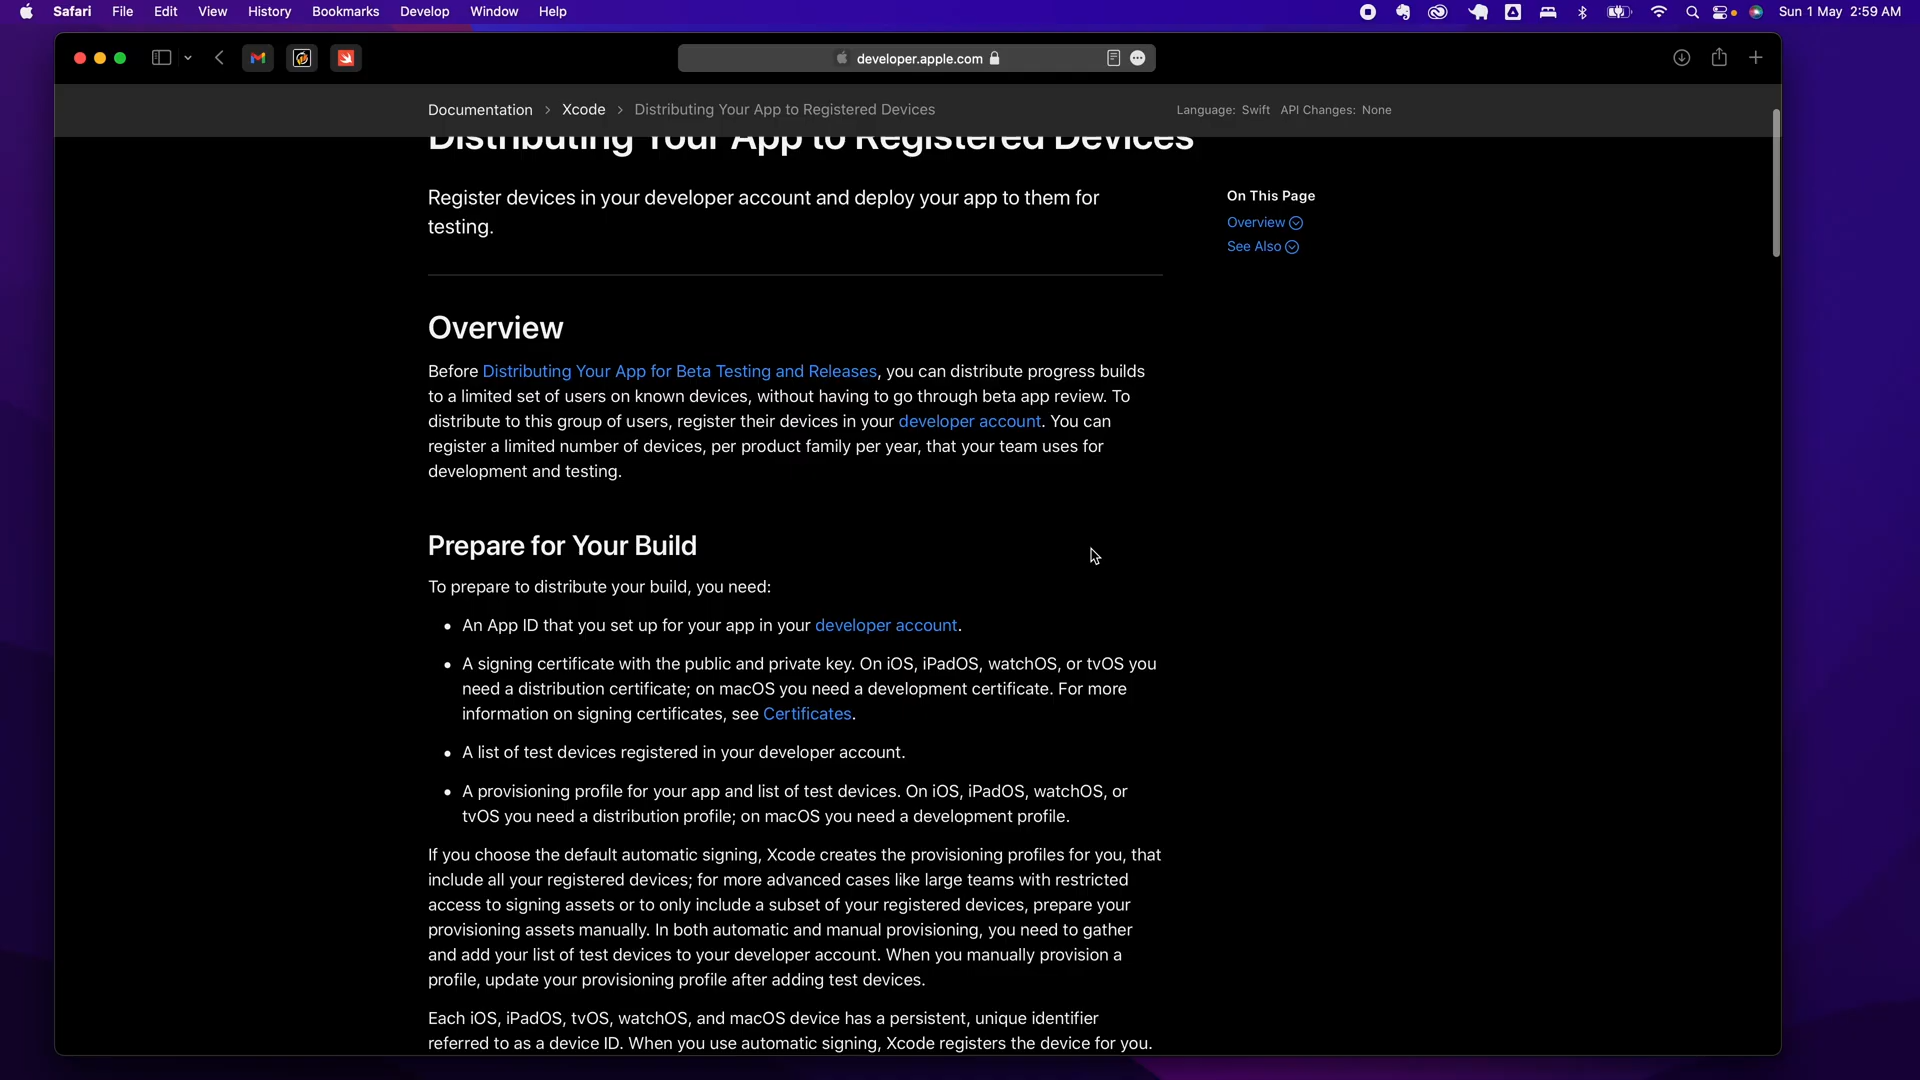 Safari File Edit View History Bookmarks Develop Window Help
Sun 1 May 2:59 AM
developer.apple.com
Documentation > Xcode > Distributing Your App to Registered Devices
Language: Swift API Changes: None
Distributing Your App to Registered Devices
Register devices in your developer account and deploy your app to them for
testing.
On This Page
Overview
See Also
Overview
Before Distributing Your App for Beta Testing and Releases, you can distribute progress builds
to a limited set of users on known devices, without having to go through beta app review. To
distribute to this group of users, register their devices in your developer account. You can
register a limited number of devices, per product family per year, that your team uses for
development and testing.
Prepare for Your Build
To prepare to distribute your build, you need:
• An App ID that you set up for your app in your developer account.
• A signing certificate with the public and private key. On iOS, iPadOS, watchOS, or tvOS you
need a distribution certificate; on macOS you need a development certificate. For more
information on signing certificates, see Certificates.
• A list of test devices registered in your developer account.
• A provisioning profile for your app and list of test devices. On iOS, iPadOS, watchOS, or
tvOS you need a distribution profile; on macOS you need a development profile.
If you choose the default automatic signing, Xcode creates the provisioning profiles for you, that
include all your registered devices; for more advanced cases like large teams with restricted
access to signing assets or to only include a subset of your registered devices, prepare your
provisioning assets manually. In both automatic and manual provisioning, you need to gather
and add your list of test devices to your developer account. When you manually provision a
profile, update your provisioning profile after adding test devices.
Each iOS, iPadOS, tvOS, watchOS, and macOS device has a persistent, unique identifier
referred to as a device ID. When you use automatic signing, Xcode registers the device for you.